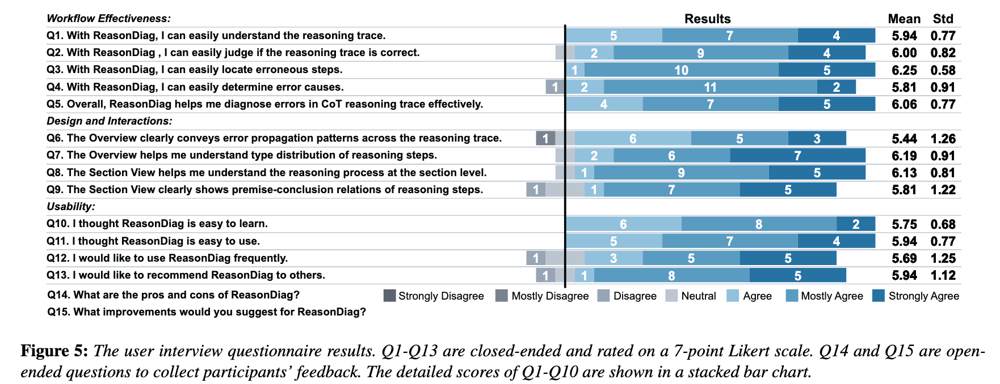 Workflow Effectiveness: Results Mean Std
Q1. With ReasonDiag, I can easily understand the reasoning trace. 5 7 4 5.94 0.77
Q2. With ReasonDiag , I can easily judge if the reasoning trace is correct. 2 9 4 6.00 0.82
Q3. With ReasonDiag, I can easily locate erroneous steps. 1 10 5 6.25 0.58
Q4. With ReasonDiag, I can easily determine error causes. 1 2 11 2 5.81 0.91
Q5. Overall, ReasonDiag helps me diagnose errors in CoT reasoning trace effectively. 4 7 5 6.06 0.77
Design and Interactions:
Q6. The Overview clearly conveys error propagation patterns across the reasoning trace. 1 6 5 3 5.44 1.26
Q7. The Overview helps me understand type distribution of reasoning steps. 2 6 7 6.19 0.91
Q8. The Section View helps me understand the reasoning process at the section level. 1 9 5 6.13 0.81
Q9. The Section View clearly shows premise-conclusion relations of reasoning steps. 1 1 7 5 5.81 1.22
Usability:
Q10. I thought ReasonDiag is easy to learn. 6 8 2 5.75 0.68
Q11. I thought ReasonDiag is easy to use. 5 7 4 5.94 0.77
Q12. I would like to use ReasonDiag frequently. 1 3 5 5 5.69 1.25
Q13. I would like to recommend ReasonDiag to others. 1 1 8 5 5.94 1.12
Q14. What are the pros and cons of ReasonDiag? Strongly Disagree Mostly Disagree Disagree Neutral Agree Mostly Agree Strongly Agree
Q15. What improvements would you suggest for ReasonDiag?
Figure 5: The user interview questionnaire results. Q1-Q13 are closed-ended and rated on a 7-point Likert scale. Q14 and Q15 are open-
ended questions to collect participants' feedback. The detailed scores of Q1-Q10 are shown in a stacked bar chart.